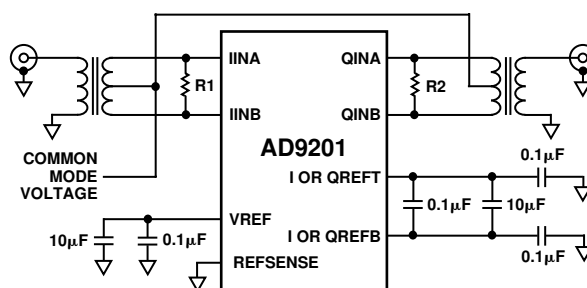 IINA
QINA
R1
R2
IINB
QINB
AD9201
COMMON
MODE
VOLTAGE
0.1µF
I OR QREFT
0.1µF
10µF
VREF
10µF
0.1µF
I OR QREFB
0.1µF
REFSENSE